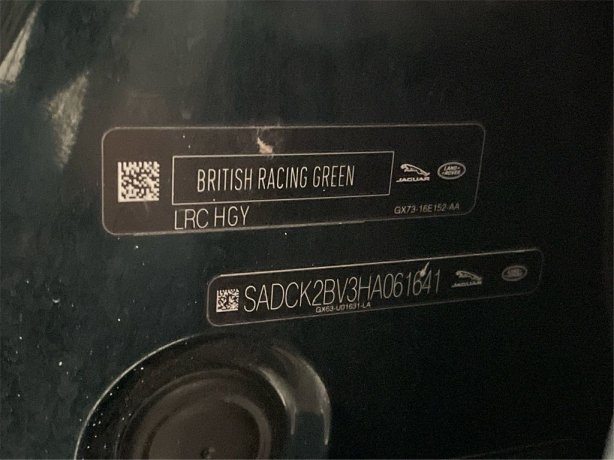 BRITISH RACING GREEN
JAGUAR
LAND ROVER
LRC HGY
GX73-16E152-AA
SADCK2BV3HA061641
GX63-U01631-LA